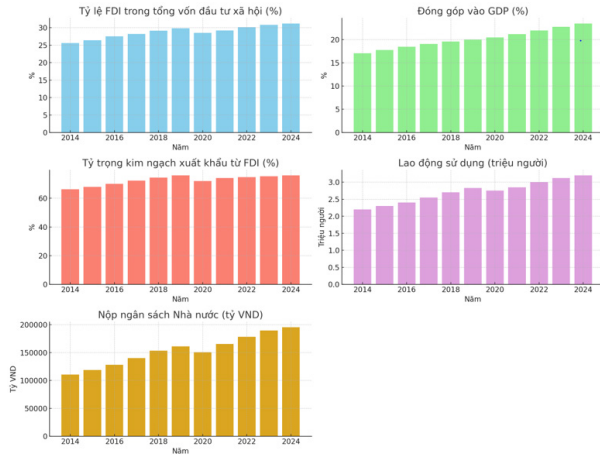 Tỷ lệ FDI trong tổng vốn đầu tư xã hội (%)
30
25
20
15
10
5
0
%
2014 2016 2018 2020 2022 2024
Năm
Đóng góp vào GDP (%)
20
15
10
5
0
%
2014 2016 2018 2020 2022 2024
Năm
Tỷ trọng kim ngạch xuất khẩu từ FDI (%)
60
40
20
0
%
2014 2016 2018 2020 2022 2024
Năm
Lao động sử dụng (triệu người)
3.0
2.5
2.0
1.5
1.0
0.5
0.0
Triệu người
2014 2016 2018 2020 2022 2024
Năm
Nộp ngân sách Nhà nước (tỷ VND)
200000
150000
100000
50000
0
Tỷ VND
2014 2016 2018 2020 2022 2024
Năm